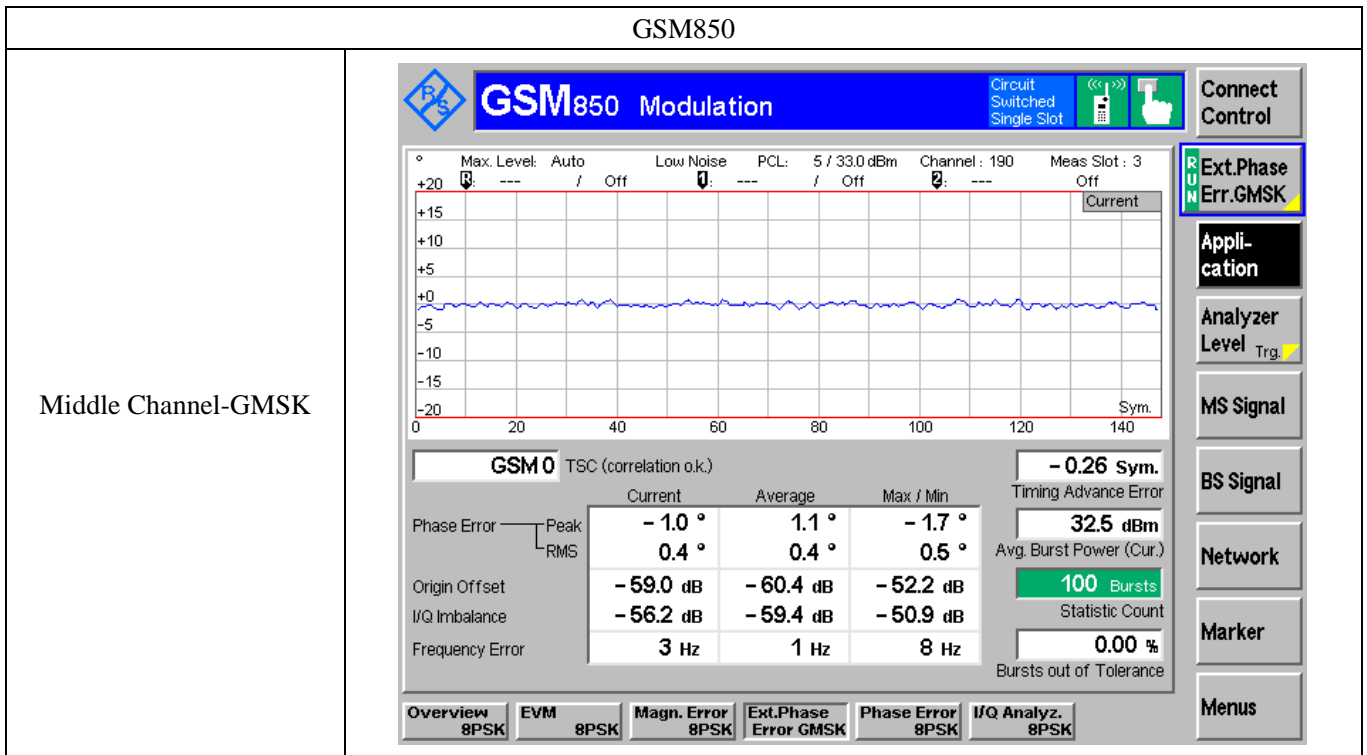 GSM850
Middle Channel-GMSK
R&S GSM850 Modulation
Circuit
Switched
Single Slot
Connect
Control
° Max. Level: Auto Low Noise PCL: 5 / 33.0 dBm Channel : 190 Meas Slot : 3
+20 R: --- / Off 1: --- / Off 2: --- Off
Current
+15
+10
+5
+0
-5
-10
-15
-20
Sym.
0 20 40 60 80 100 120 140
RUN
Ext.Phase
Err.GMSK
Appli-
cation
Analyzer
Level Trg.
MS Signal
BS Signal
Network
Marker
Menus
GSM 0 TSC (correlation o.k.)
Current Average Max / Min
Phase Error Peak – 1.0 ° 1.1 ° – 1.7 °
RMS 0.4 ° 0.4 ° 0.5 °
Origin Offset – 59.0 dB – 60.4 dB – 52.2 dB
I/Q Imbalance – 56.2 dB – 59.4 dB – 50.9 dB
Frequency Error 3 Hz 1 Hz 8 Hz
– 0.26 Sym.
Timing Advance Error
32.5 dBm
Avg. Burst Power (Cur.)
100 Bursts
Statistic Count
0.00 %
Bursts out of Tolerance
Overview
8PSK
EVM
8PSK
Magn. Error
8PSK
Ext.Phase
Error GMSK
Phase Error
8PSK
I/Q Analyz.
8PSK